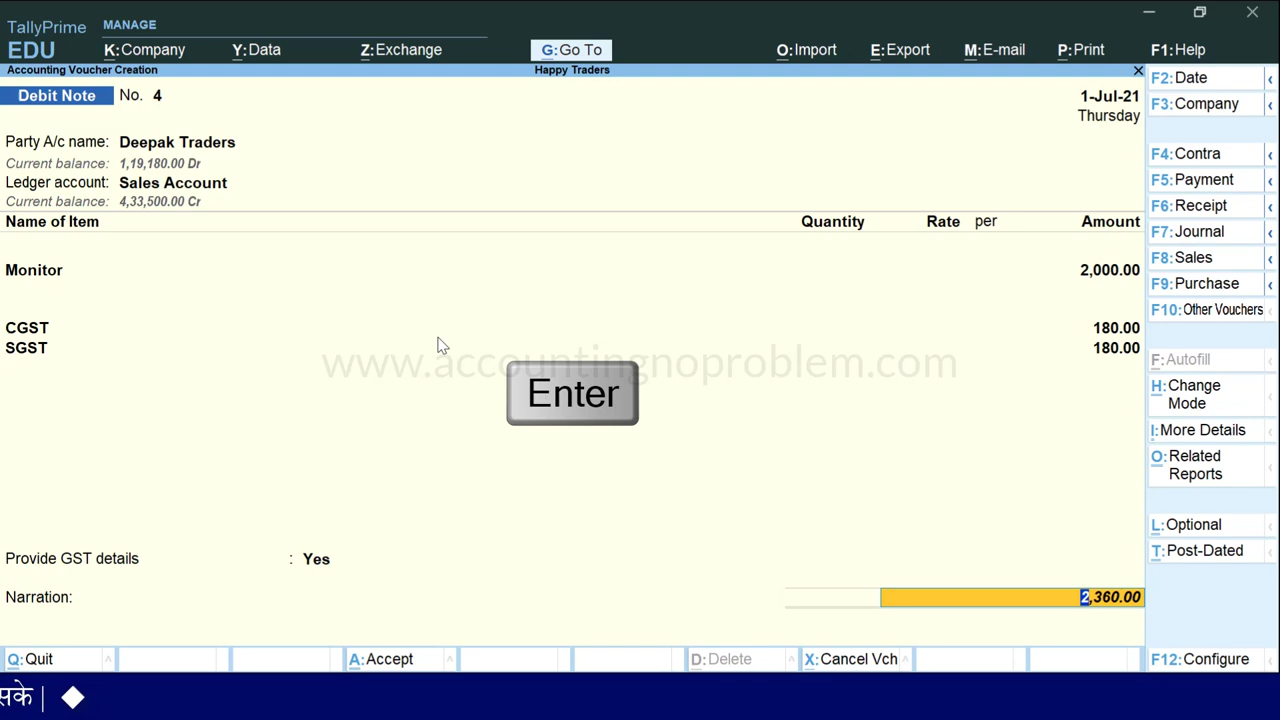 TallyPrime
EDU
MANAGE
K:Company
Y:Data
Z:Exchange
G:Go To
O:Import
E:Export
M:E-mail
P:Print
F1:Help
Accounting Voucher Creation
Happy Traders
Debit Note No. 4
1-Jul-21
Thursday
Party A/c name: Deepak Traders
Current balance: 1,19,180.00 Dr
Ledger account: Sales Account
Current balance: 4,33,500.00 Cr
Name of Item Quantity Rate per Amount
Monitor 2,000.00
CGST 180.00
SGST 180.00
www.accountingnoproblem.com
Enter
Provide GST details : Yes
Narration: 2,360.00
Q:Quit
A:Accept
D:Delete
X:Cancel Vch
F2:Date
F3:Company
F4:Contra
F5:Payment
F6:Receipt
F7:Journal
F8:Sales
F9:Purchase
F10:Other Vouchers
F:Autofill
H:Change
Mode
I:More Details
O:Related
Reports
L:Optional
T:Post-Dated
F12:Configure
सके |